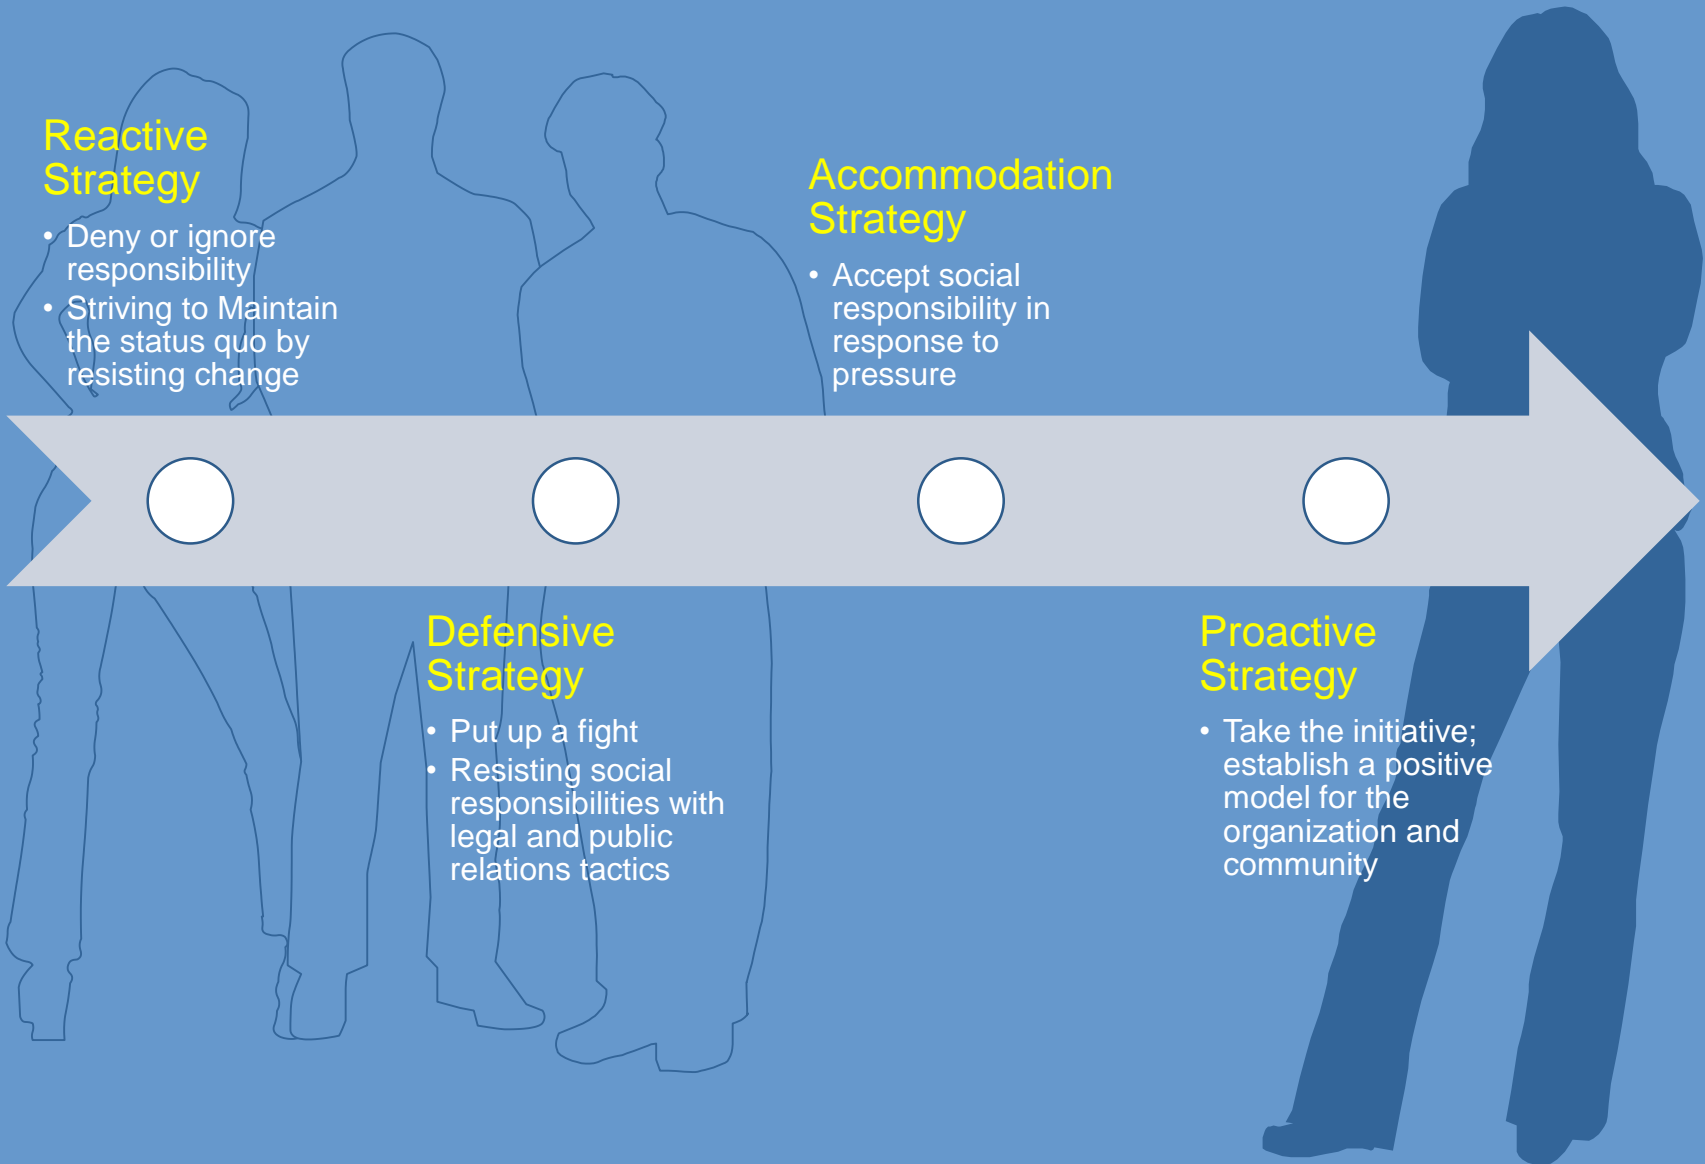 Reactive
Strategy
• Deny or ignore
responsibility
• Striving to Maintain
the status quo by
resisting change
Accommodation
Strategy
• Accept social
responsibility in
response to
pressure
Defensive
Strategy
• Put up a fight
• Resisting social
responsibilities with
legal and public
relations tactics
Proactive
Strategy
• Take the initiative;
establish a positive
model for the
organization and
community